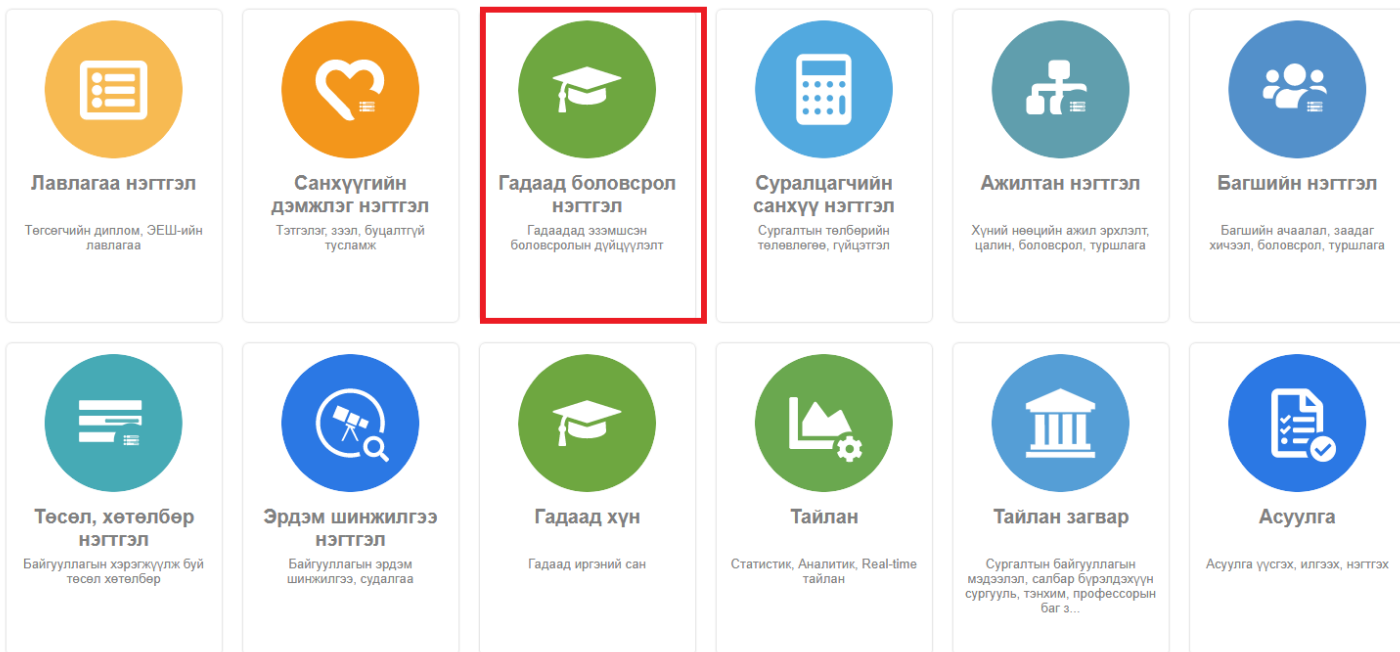 Лавлагаа нэгтгэл
Төгсөгчийн диплом, ЭЕШ-ийн
лавлагаа
Санхүүгийн
дэмжлэг нэгтгэл
Тэтгэлэг, зээл, буцалтгүй
тусламж
Гадаад боловсрол
нэгтгэл
Гадаадад эзэмшсэн
боловсролын дүйцүүлэлт
Суралцагчийн
санхүү нэгтгэл
Сургалтын төлбөрийн
төлөвлөгөө, гүйцэтгэл
Ажилтан нэгтгэл
Хүний нөөцийн ажил эрхлэлт,
цалин, боловсрол, туршлага
Багшийн нэгтгэл
Багшийн ачаалал, заадаг
хичээл, боловсрол, туршлага
Төсөл, хөтөлбөр
нэгтгэл
Байгууллагын хэрэгжүүлж буй
төсөл хөтөлбөр
Эрдэм шинжилгээ
нэгтгэл
Байгууллагын эрдэм
шинжилгээ, судалгаа
Гадаад хүн
Гадаад иргэний сан
Тайлан
Статистик, Аналитик, Real-time
тайлан
Тайлан загвар
Сургалтын байгууллагын
мэдээлэл, салбар бүрэлдэхүүн
сургууль, тэнхим, профессорын
баг з...
Асуулга
Асуулга үүсгэх, илгээх, нэгтгэх